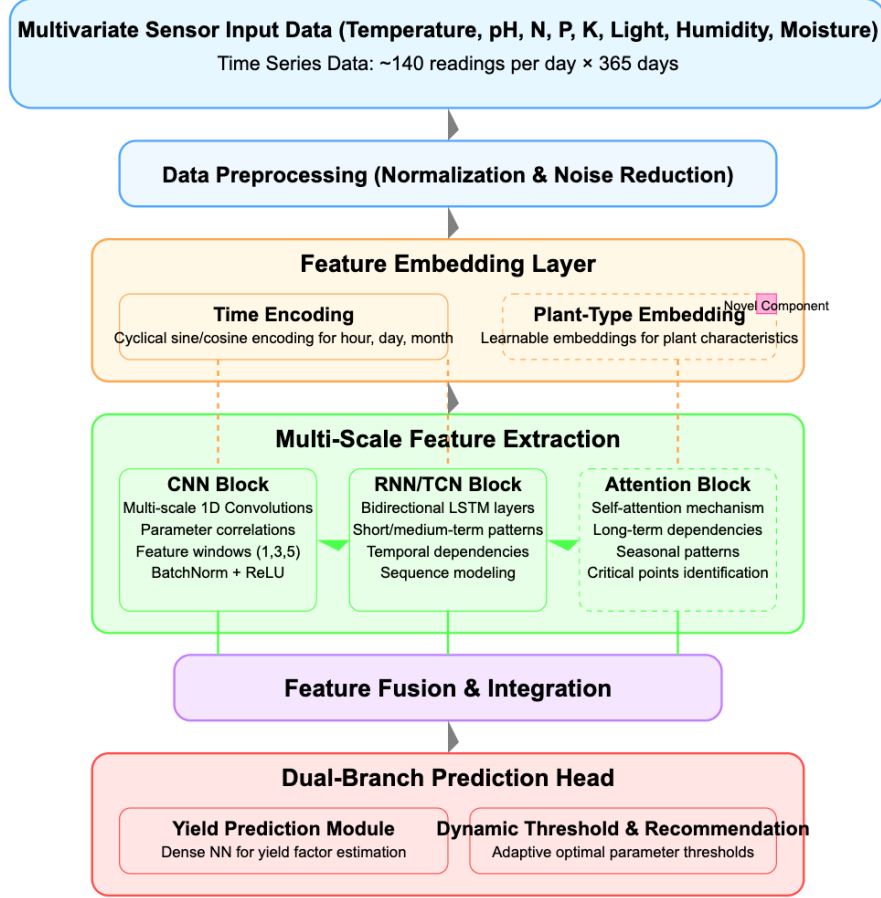 Multivariate Sensor Input Data (Temperature, pH, N, P, K, Light, Humidity, Moisture)
Time Series Data: ~140 readings per day × 365 days
Data Preprocessing (Normalization & Noise Reduction)
Feature Embedding Layer
Time Encoding
Cyclical sine/cosine encoding for hour, day, month
Novel Component
Plant-Type Embedding
Learnable embeddings for plant characteristics
Multi-Scale Feature Extraction
CNN Block
Multi-scale 1D Convolutions
Parameter correlations
Feature windows (1,3,5)
BatchNorm + ReLU
RNN/TCN Block
Bidirectional LSTM layers
Short/medium-term patterns
Temporal dependencies
Sequence modeling
Attention Block
Self-attention mechanism
Long-term dependencies
Seasonal patterns
Critical points identification
Feature Fusion & Integration
Dual-Branch Prediction Head
Yield Prediction Module
Dense NN for yield factor estimation
Dynamic Threshold & Recommendation
Adaptive optimal parameter thresholds